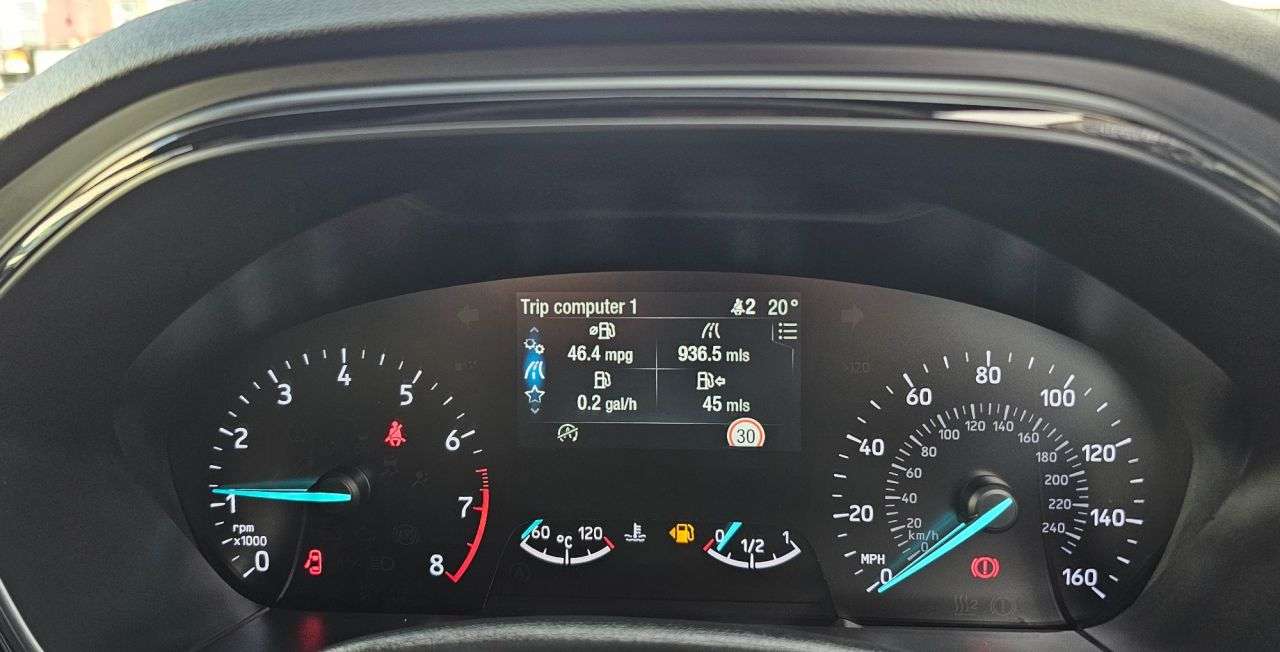 Trip computer 1 2 20°
46.4 mpg 936.5 mls
0.2 gal/h 45 mls
30
0 1 2 3 4 5 6 7 8
rpm
x1000
60 °C 120
0 1/2 1
0 20 40 60 80 100 120 140 160
MPH
0 20 40 60 80 100 120 140 160 180 200 220 240
km/h